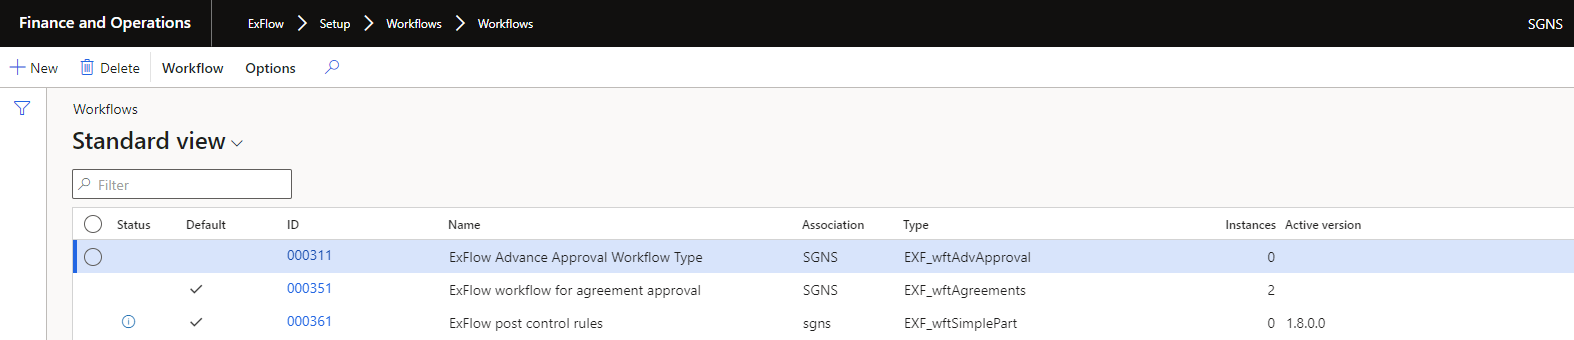 Finance and Operations ExFlow Setup Workflows Workflows SGNS
New Delete Workflow Options
Workflows
Standard view
Filter
Status Default ID Name Association Type Instances Active version
000311 ExFlow Advance Approval Workflow Type SGNS EXF_wftAdvApproval 0
000351 ExFlow workflow for agreement approval SGNS EXF_wftAgreements 2
000361 ExFlow post control rules sgns EXF_wftSimplePart 0 1.8.0.0